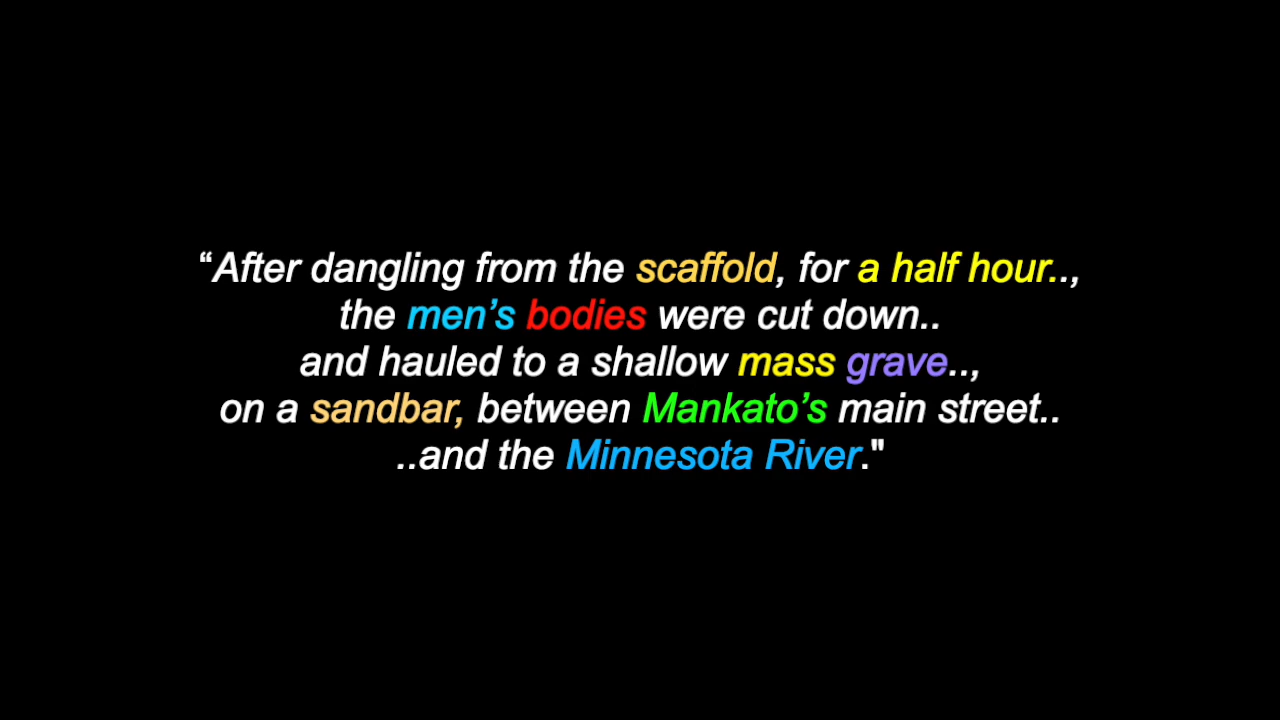 “After dangling from the scaffold, for a half hour..,
the men’s bodies were cut down..
and hauled to a shallow mass grave..,
on a sandbar, between Mankato’s main street..
..and the Minnesota River."